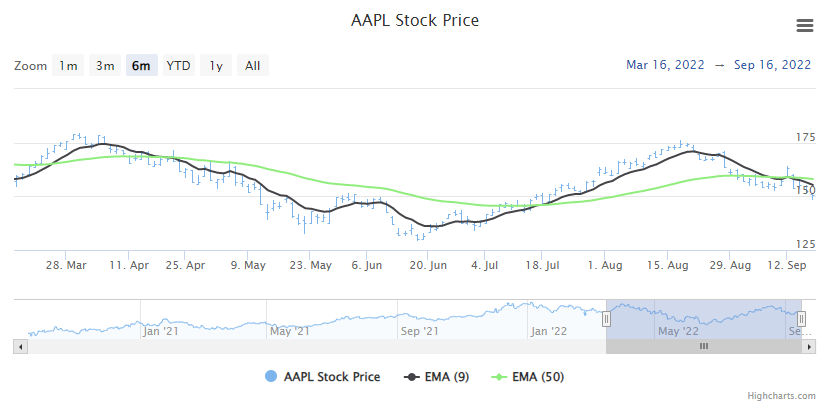 AAPL Stock Price
Zoom 1m 3m 6m YTD 1y All
Mar 16, 2022 → Sep 16, 2022
175
150
125
28. Mar 11. Apr 25. Apr 9. May 23. May 6. Jun 20. Jun 4. Jul 18. Jul 1. Aug 15. Aug 29. Aug 12. Sep
Jan '21 May '21 Sep '21 Jan '22 May '22 Se…
AAPL Stock Price EMA (9) EMA (50)
Highcharts.com